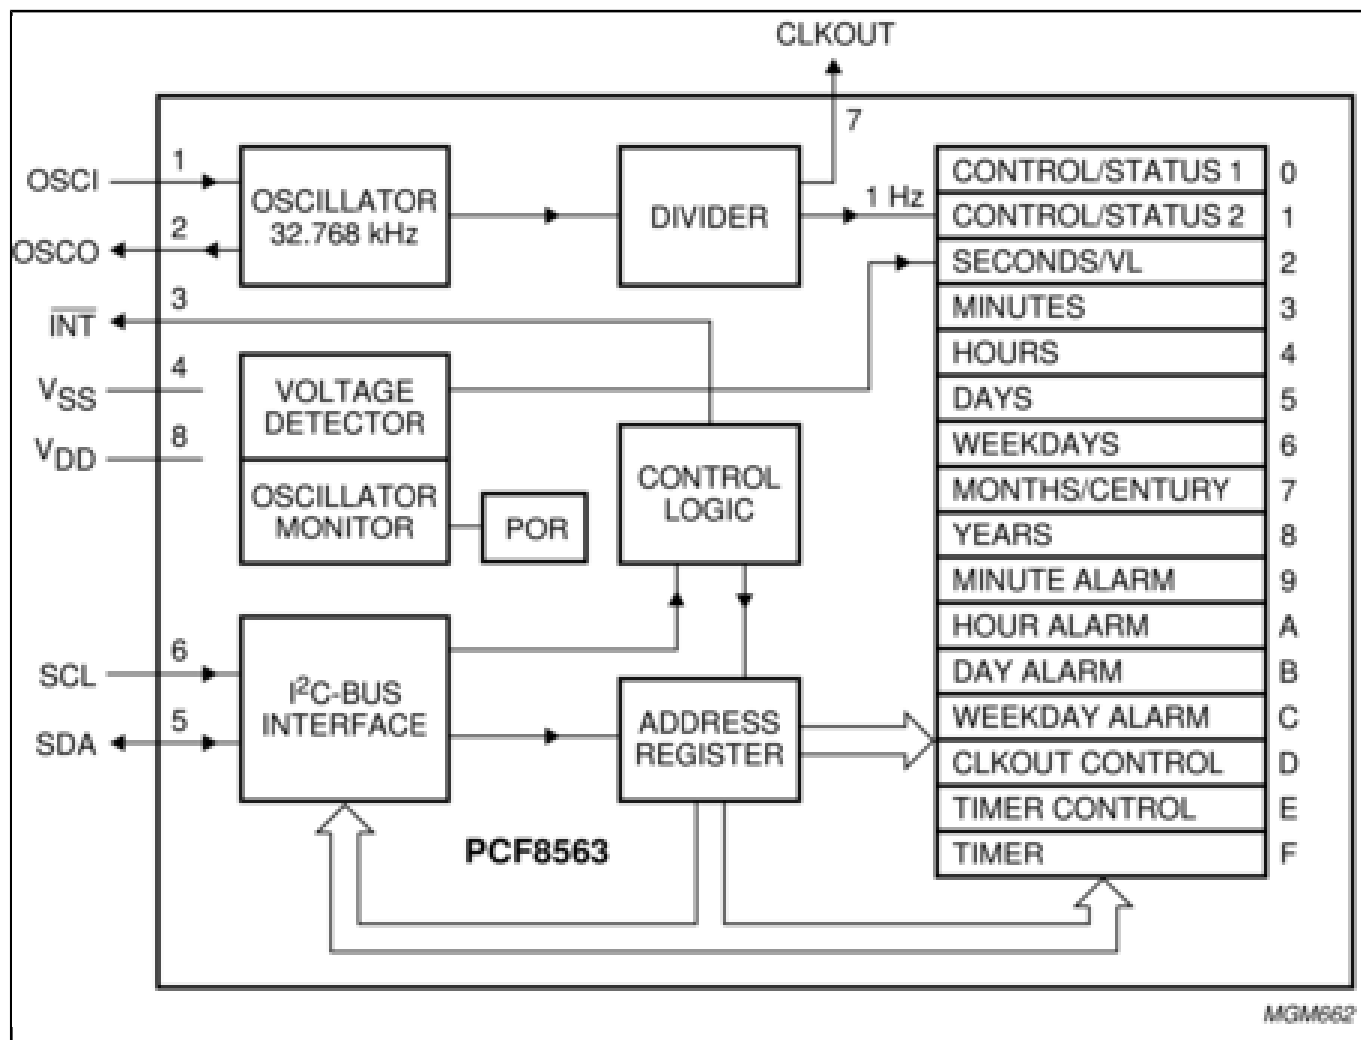 CLKOUT
7
OSCI
1
OSCILLATOR
32.768 kHz
OSCO
2
DIVIDER
1 Hz
INT
3
VSS
4
VDD
8
VOLTAGE
DETECTOR
OSCILLATOR
MONITOR
POR
CONTROL
LOGIC
SCL
6
SDA
5
I²C-BUS
INTERFACE
ADDRESS
REGISTER
PCF8563
CONTROL/STATUS 1 0
CONTROL/STATUS 2 1
SECONDS/VL 2
MINUTES 3
HOURS 4
DAYS 5
WEEKDAYS 6
MONTHS/CENTURY 7
YEARS 8
MINUTE ALARM 9
HOUR ALARM A
DAY ALARM B
WEEKDAY ALARM C
CLKOUT CONTROL D
TIMER CONTROL E
TIMER F
MGM662